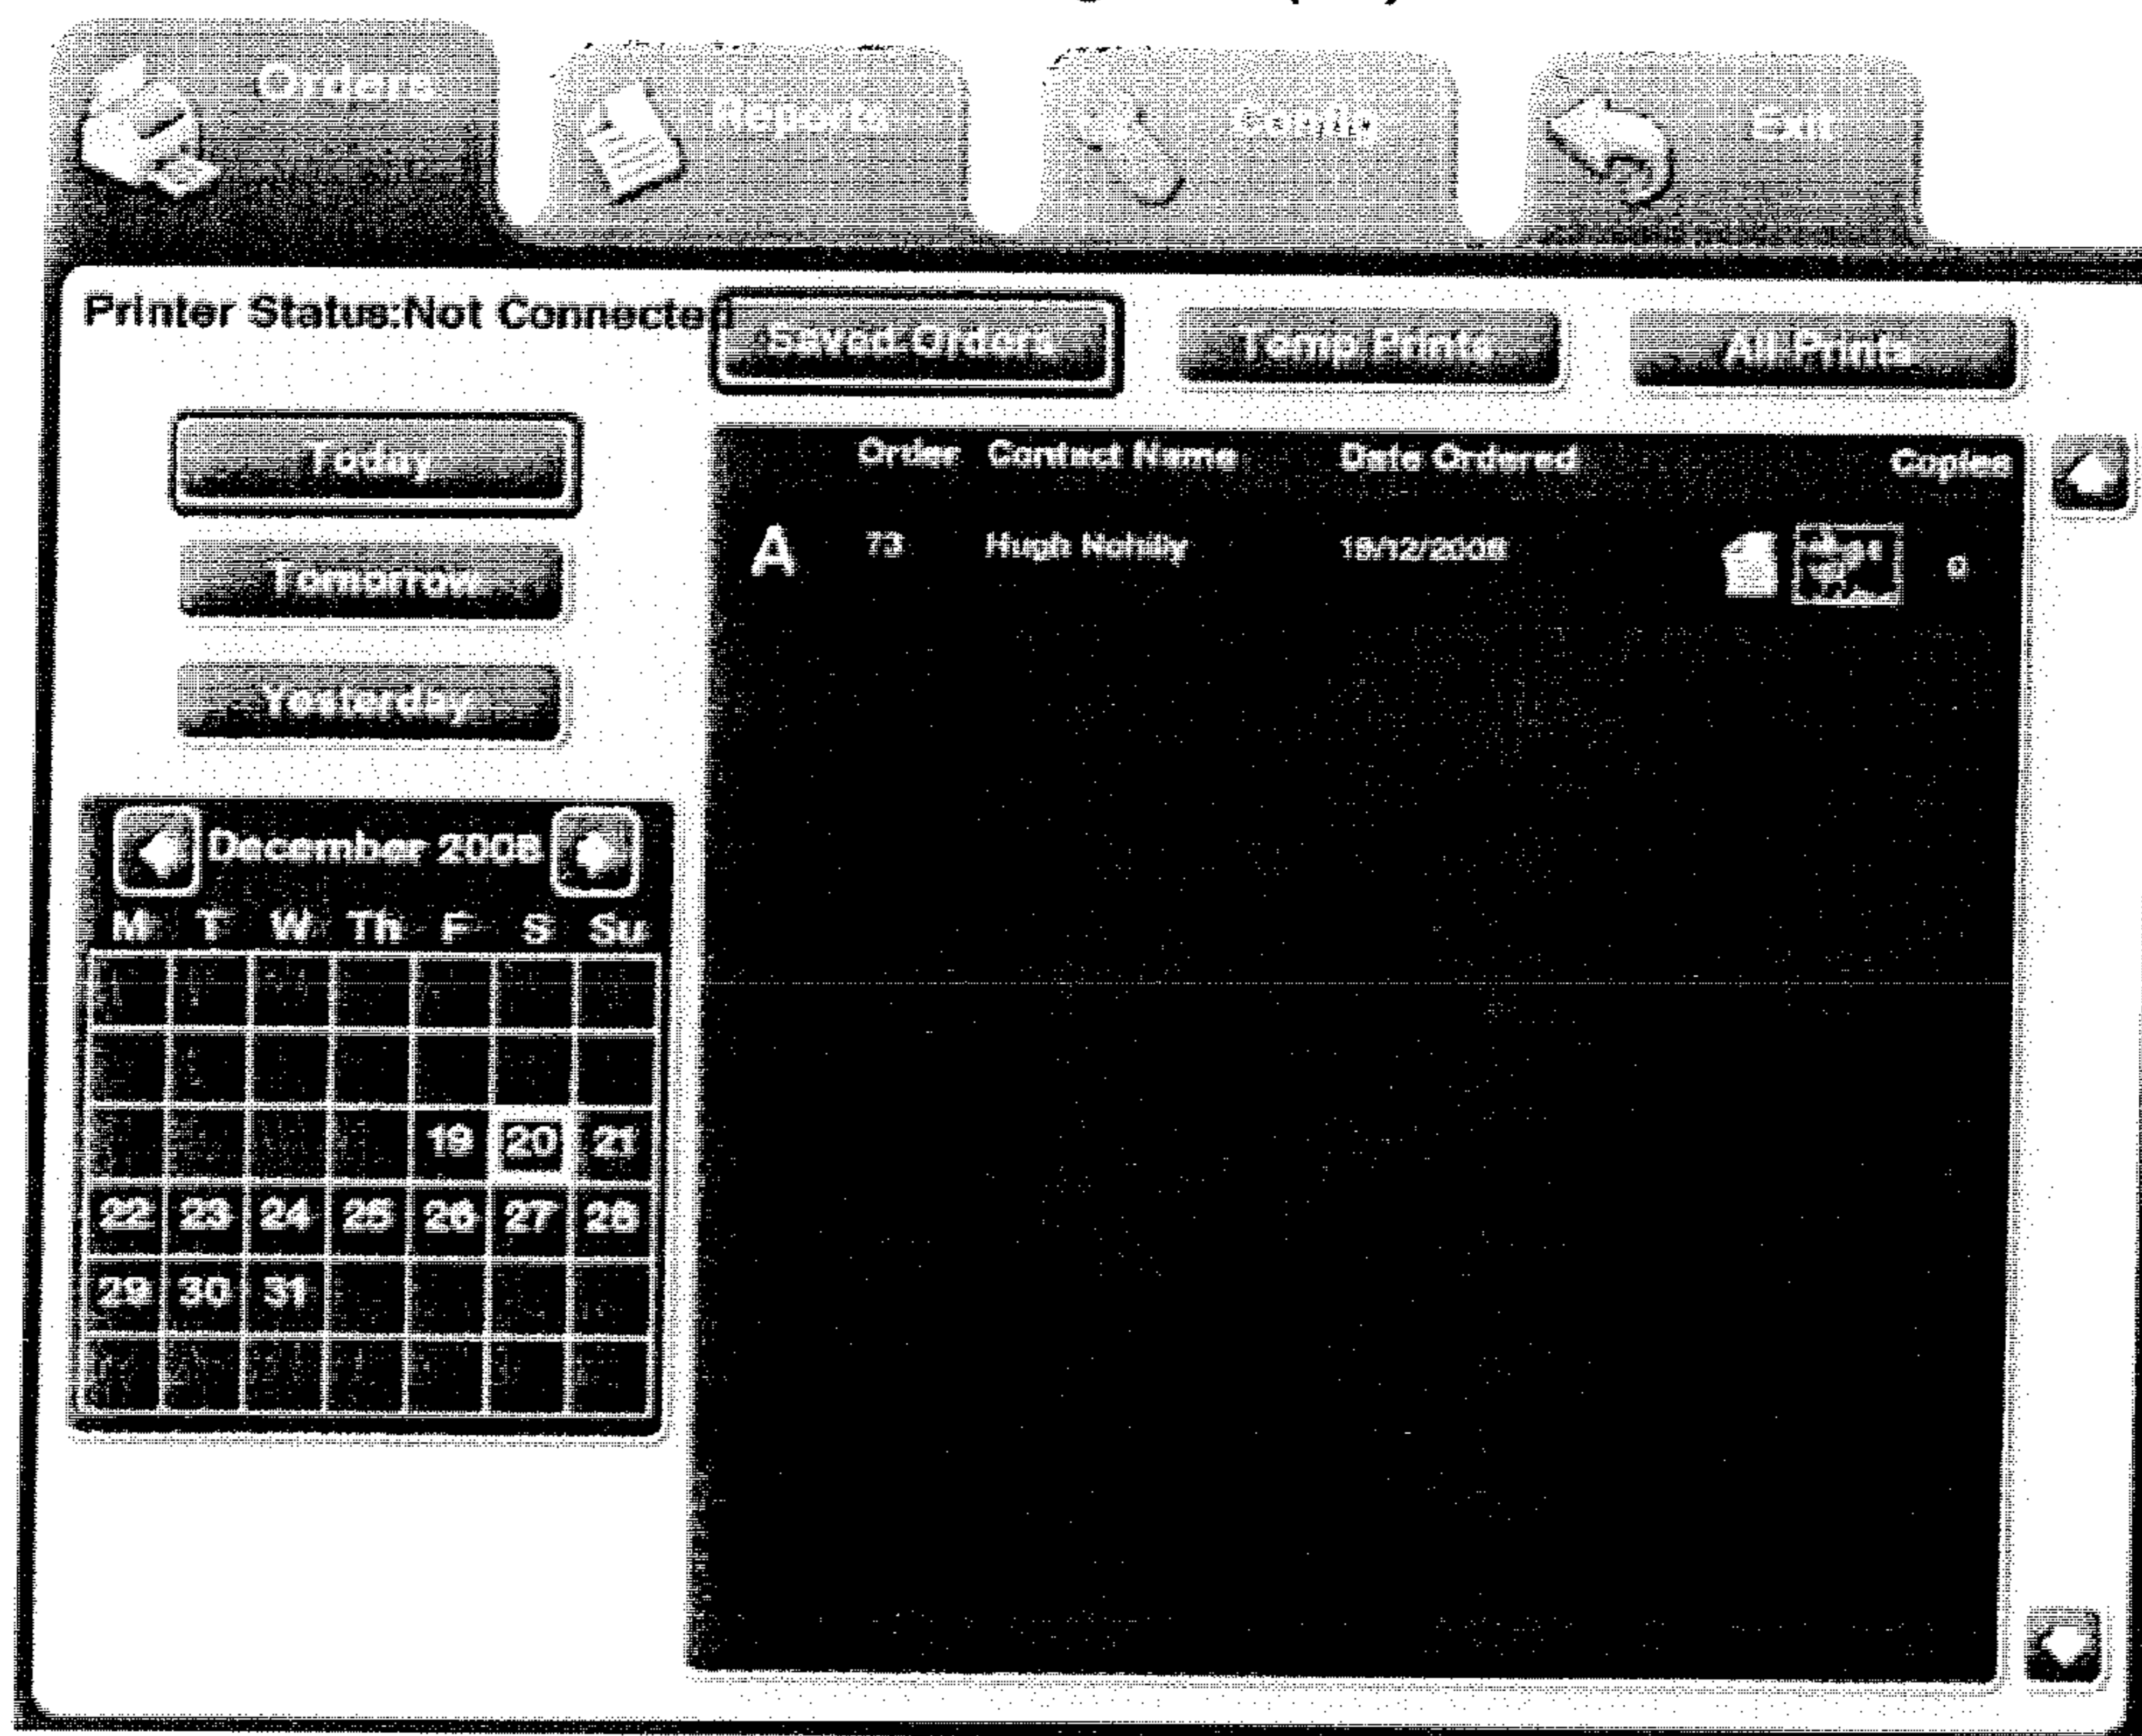 Orders
Reports
Config
Exit
Printer Status:Not Connected
Saved Orders
Temp Prints
All Prints
Today
Tomorrow
Yesterday
Order Contact Name Date Ordered Copies
A 73 Hugh Nohilly 19/12/2008 0
December 2008
M T W Th F S Su
19 20 21
22 23 24 25 26 27 28
29 30 31